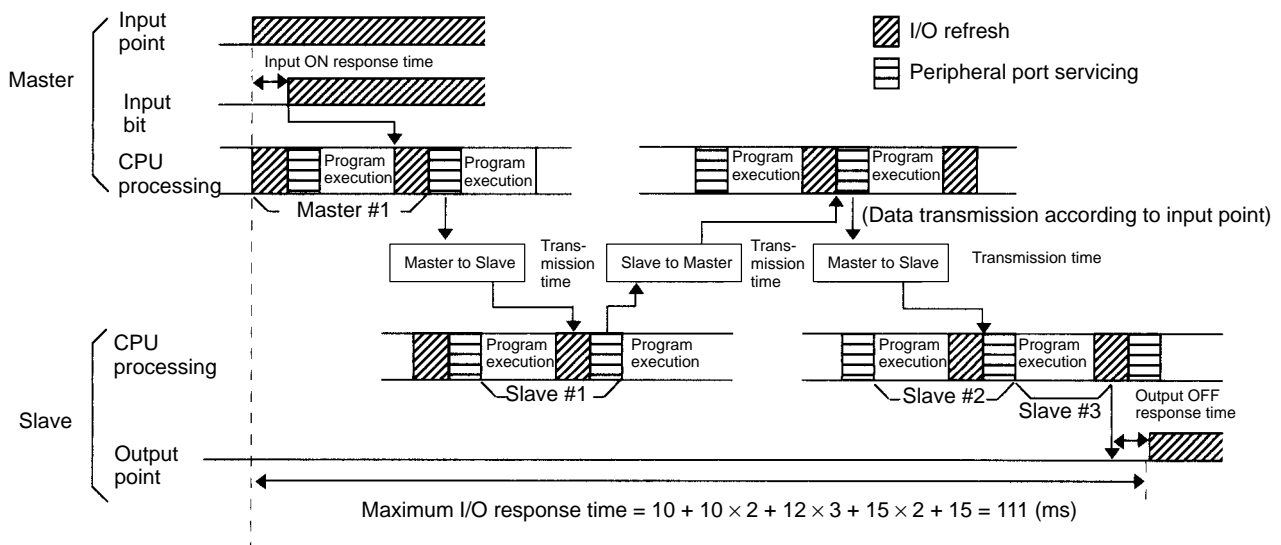 Input
point
I/O refresh
Peripheral port servicing
Input ON response time
Master
Input
bit
CPU
processing
Program
execution
Program
execution
Program
execution
Program
execution
Master #1
(Data transmission according to input point)
Master to Slave
Trans-
mission
time
Slave to Master
Trans-
mission
time
Master to Slave
Transmission time
CPU
processing
Program
execution
Program
execution
Program
execution
Program
execution
Slave #1
Slave #2
Slave #3
Output OFF
response time
Slave
Output
point
Maximum I/O response time = 10 + 10 × 2 + 12 × 3 + 15 × 2 + 15 = 111 (ms)